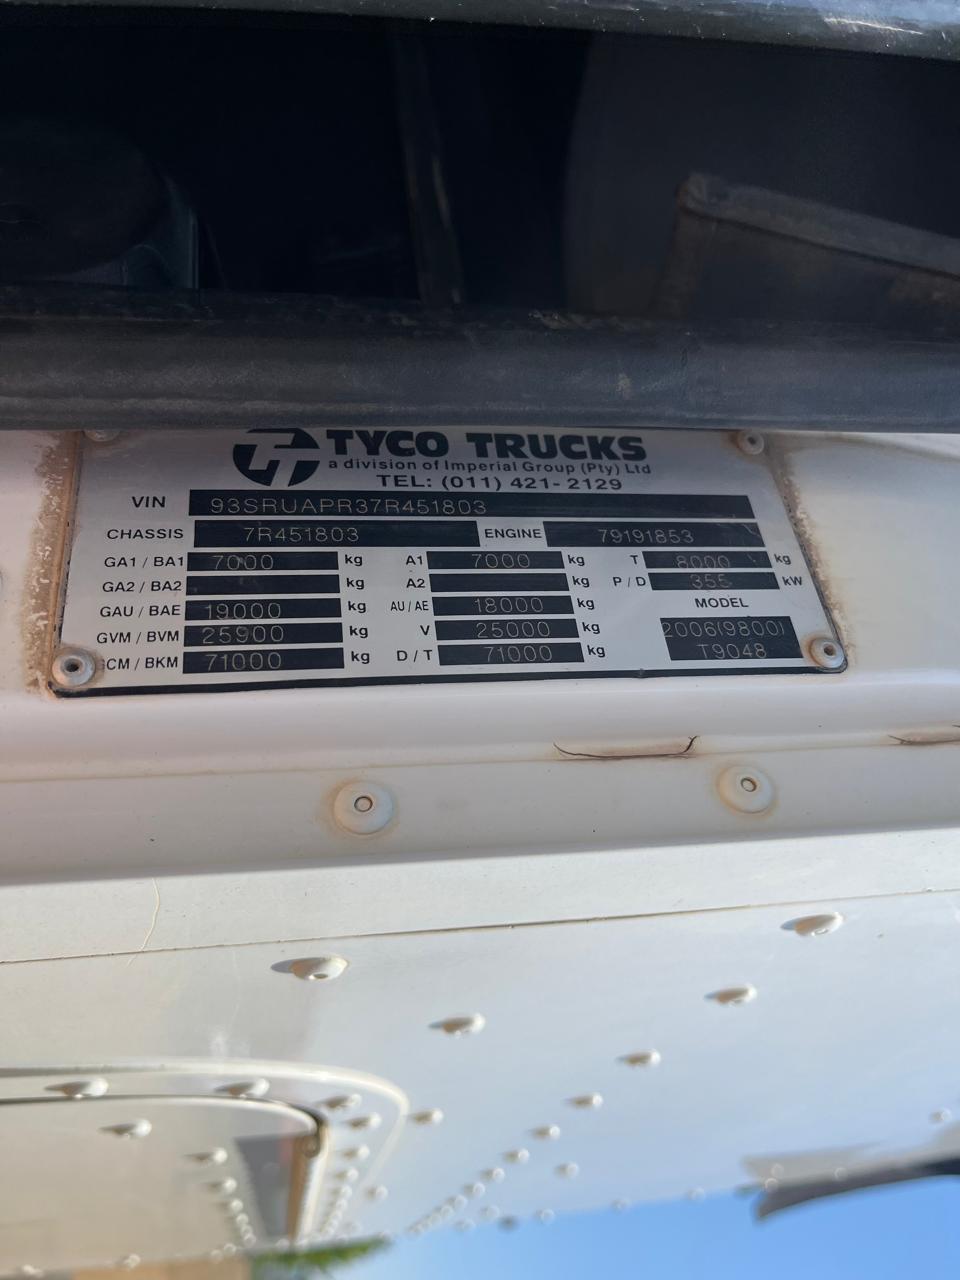 TYCO TRUCKS
a division of Imperial Group (Pty) Ltd
TEL: (011) 421-2129
VIN 93SRUAPR37R451803
CHASSIS 7R451803 ENGINE 79191853
GA1 / BA1 7000 kg A1 7000 kg T 8000 kg
GA2 / BA2 kg A2 kg P / D 355 kW
GAU / BAE 19000 kg AU / AE 18000 kg MODEL
GVM / BVM 25900 kg V 25000 kg 2006(9800)
GCM / BKM 71000 kg D / T 71000 kg T9048